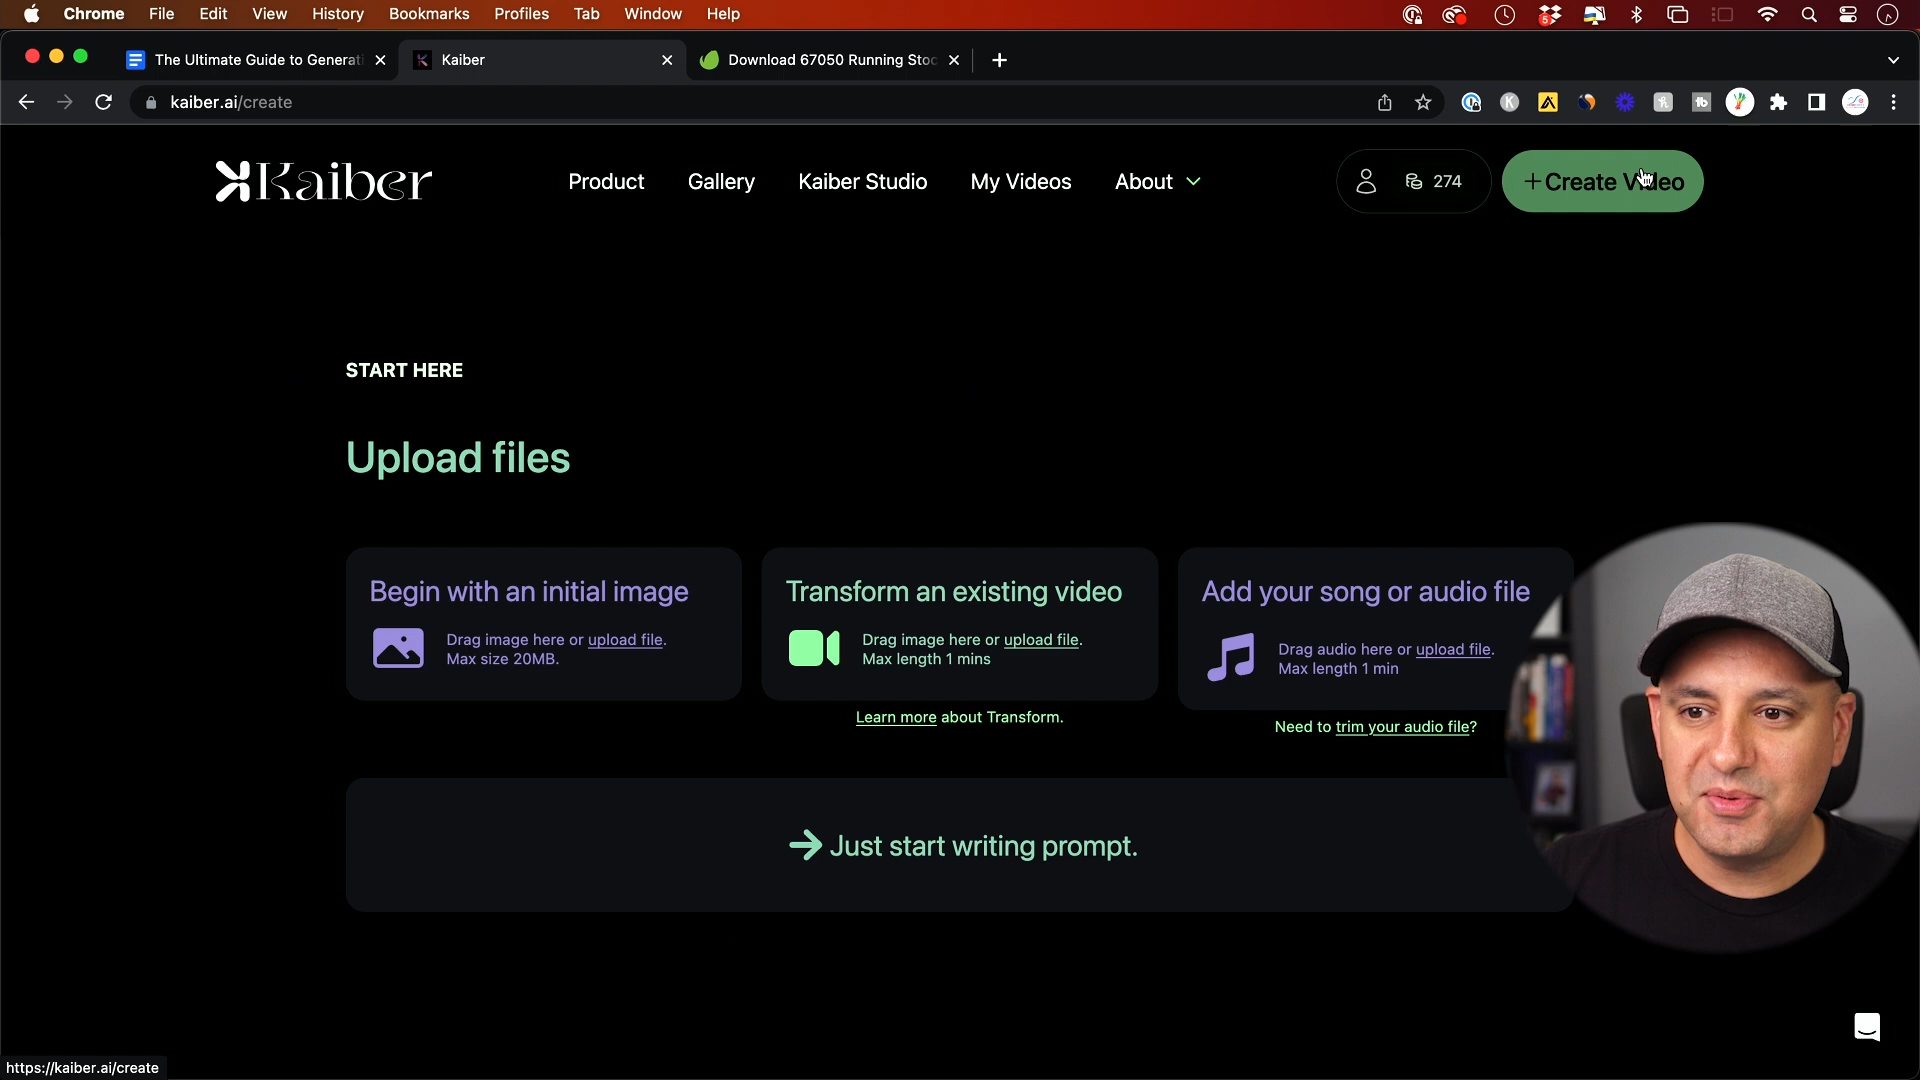 Chrome File Edit View History Bookmarks Profiles Tab Window Help
5
The Ultimate Guide to Generati
Kaiber
Download 67050 Running Stoc
kaiber.ai/create
Kaiber
Product Gallery Kaiber Studio My Videos About
274
+ Create Video
START HERE
Upload files
Begin with an initial image
Drag image here or upload file.
Max size 20MB.
Transform an existing video
Drag image here or upload file.
Max length 1 mins
Learn more about Transform.
Add your song or audio file
Drag audio here or upload file.
Max length 1 min
Need to trim your audio file?
Just start writing prompt.
https://kaiber.ai/create